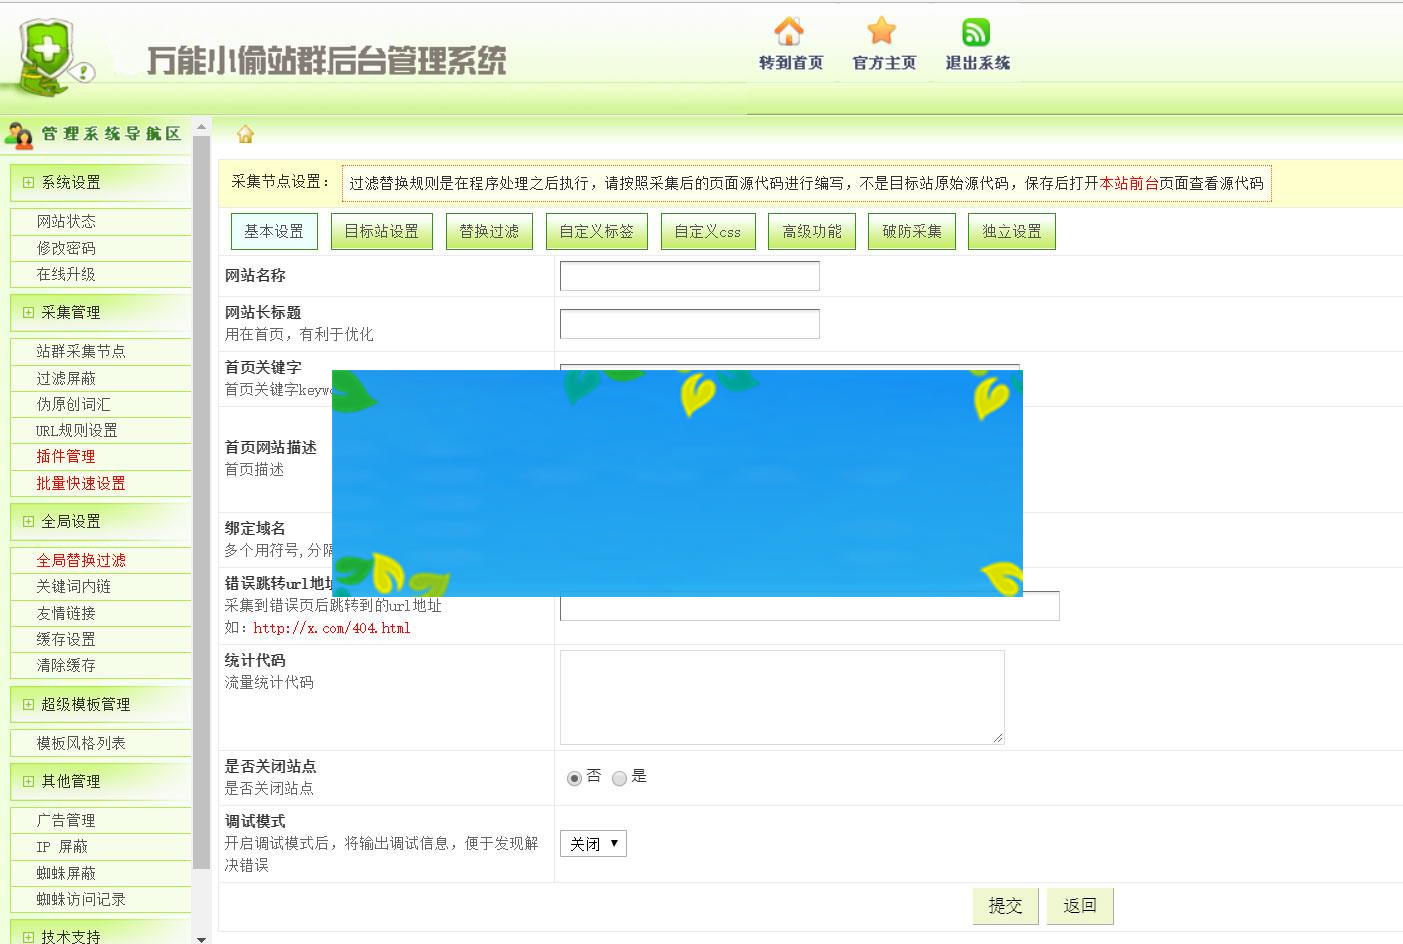 万能小偷站群后台管理系统
转到首页 官方主页 退出系统
管理系统导航区
系统设置
网站状态
修改密码
在线升级
采集管理
站群采集节点
过滤屏蔽
伪原创词汇
URL规则设置
插件管理
批量快速设置
全局设置
全局替换过滤
关键词内链
友情链接
缓存设置
清除缓存
超级模板管理
模板风格列表
其他管理
广告管理
IP 屏蔽
蜘蛛屏蔽
蜘蛛访问记录
技术支持
采集节点设置: 过滤替换规则是在程序处理之后执行，请按照采集后的页面源代码进行编写，不是目标站原始源代码，保存后打开本站前台页面查看源代码
基本设置 目标站设置 替换过滤 自定义标签 自定义css 高级功能 破防采集 独立设置
网站名称
网站长标题
用在首页，有利于优化
首页关键字
首页关键字keyw
首页网站描述
首页描述
绑定域名
多个用符号,分隔
错误跳转url地址
采集到错误页后跳转到的url地址
如: http://x.com/404.html
统计代码
流量统计代码
是否关闭站点
是否关闭站点
否 是
调试模式
开启调试模式后，将输出调试信息，便于发现解
决错误
关闭
提交 返回